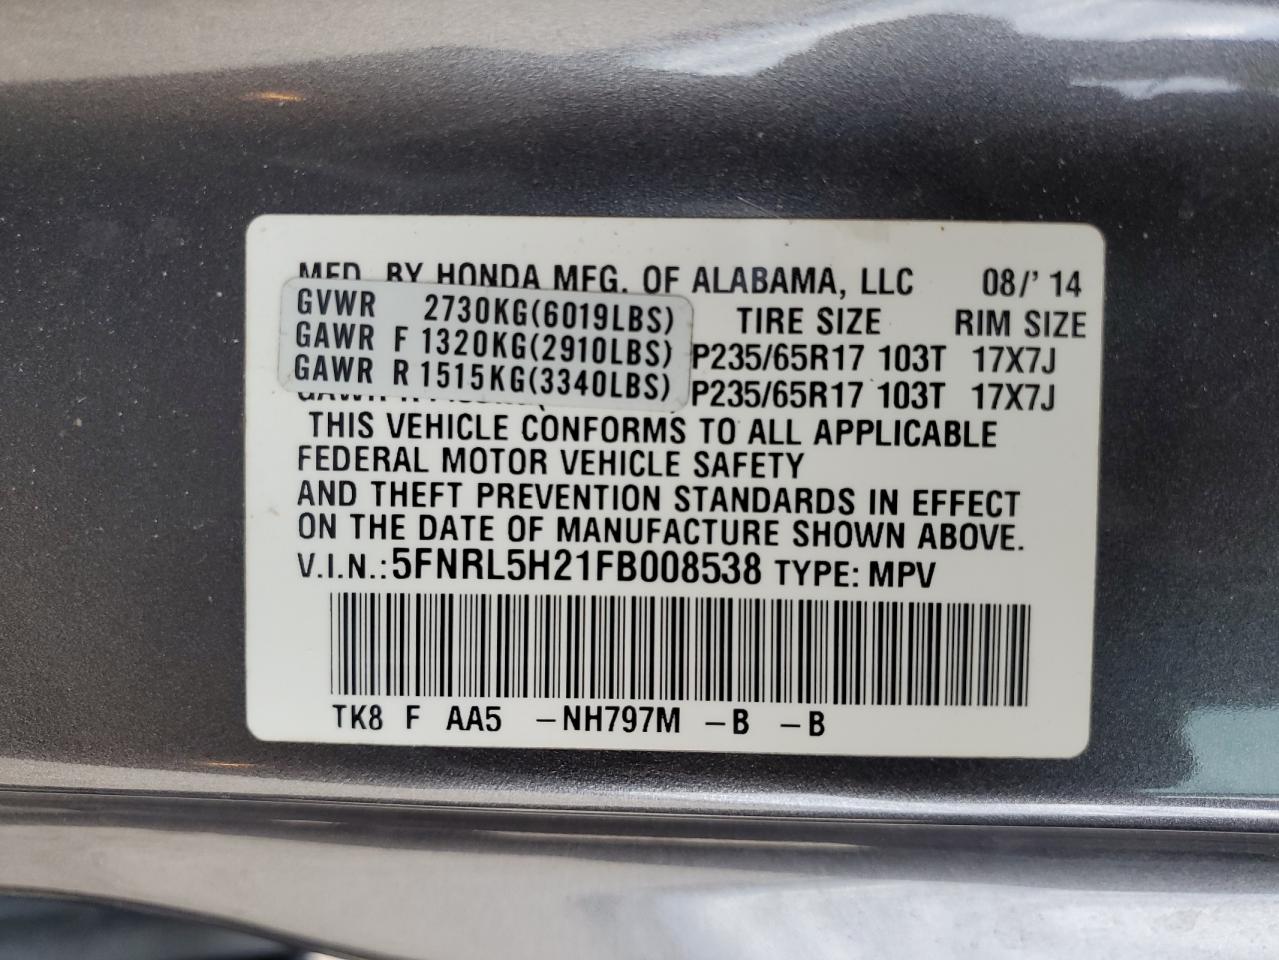 MFD. BY HONDA MFG. OF ALABAMA, LLC 08/' 14
GVWR 2730KG(6019LBS) TIRE SIZE RIM SIZE
GAWR F 1320KG(2910LBS) P235/65R17 103T 17X7J
GAWR R 1515KG(3340LBS) P235/65R17 103T 17X7J
THIS VEHICLE CONFORMS TO ALL APPLICABLE
FEDERAL MOTOR VEHICLE SAFETY
AND THEFT PREVENTION STANDARDS IN EFFECT
ON THE DATE OF MANUFACTURE SHOWN ABOVE.
V.I.N.: 5FNRL5H21FB008538 TYPE: MPV
TK8 F AA5 –NH797M –B –B